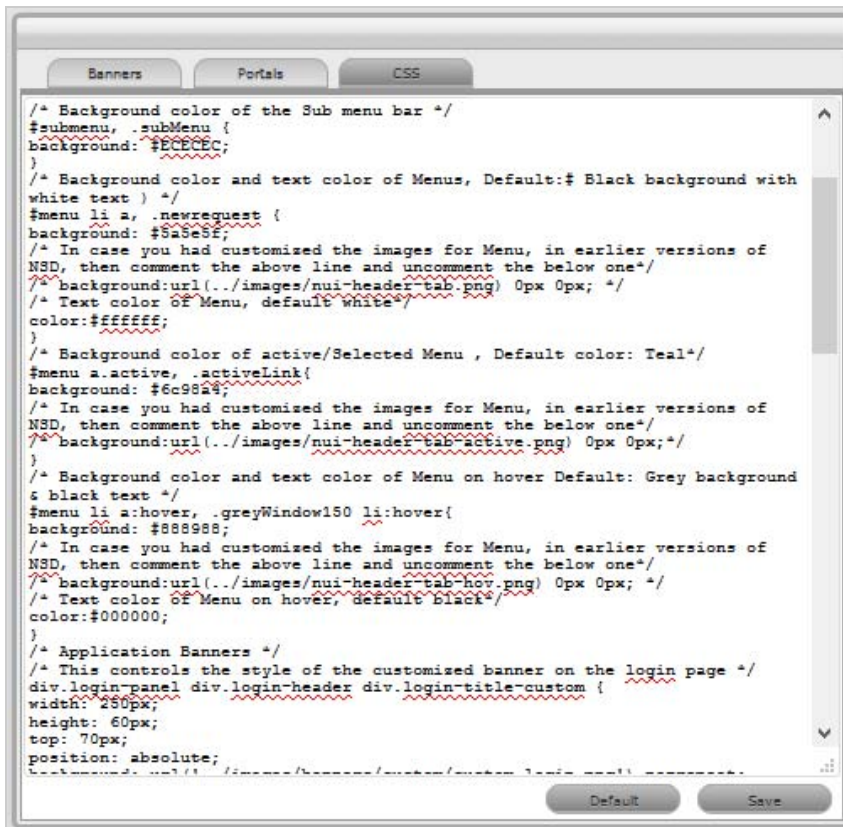 Banners Portals CSS
/* Background color of the Sub menu bar */
#submenu, .subMenu {
background: #ECECEC;
}
/* Background color and text color of Menus, Default:# Black background with
white text ) */
#menu li a, .newrequest {
background: #5a5e5f;
/* In case you had customized the images for Menu, in earlier versions of
NSD, then comment the above line and uncomment the below one*/
/* background:url(../images/nui-header-tab.png) 0px 0px; */
/* Text color of Menu, default white*/
color:#ffffff;
}
/* Background color of active/Selected Menu , Default color: Teal*/
#menu a.active, .activeLink{
background: #6c98a4;
/* In case you had customized the images for Menu, in earlier versions of
NSD, then comment the above line and uncomment the below one*/
/* background:url(../images/nui-header-tab-active.png) 0px 0px;*/
}
/* Background color and text color of Menu on hover Default: Grey background
& black text */
#menu li a:hover, .greyWindow150 li:hover{
background: #888988;
/* In case you had customized the images for Menu, in earlier versions of
NSD, then comment the above line and uncomment the below one*/
/* background:url(../images/nui-header-tab-hov.png) 0px 0px; */
/* Text color of Menu on hover, default black*/
color:#000000;
}
/* Application Banners */
/* This controls the style of the customized banner on the login page */
div.login-panel div.login-header div.login-title-custom {
width: 250px;
height: 60px;
top: 70px;
position: absolute;
Default Save